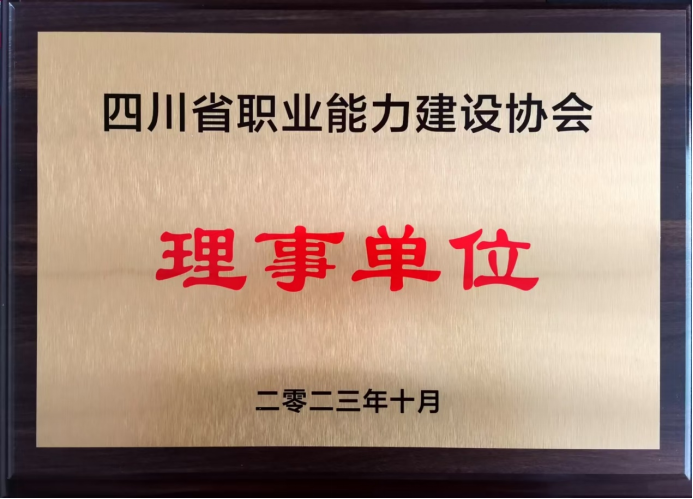 四川省职业能力建设协会
理事单位
二零二三年十月